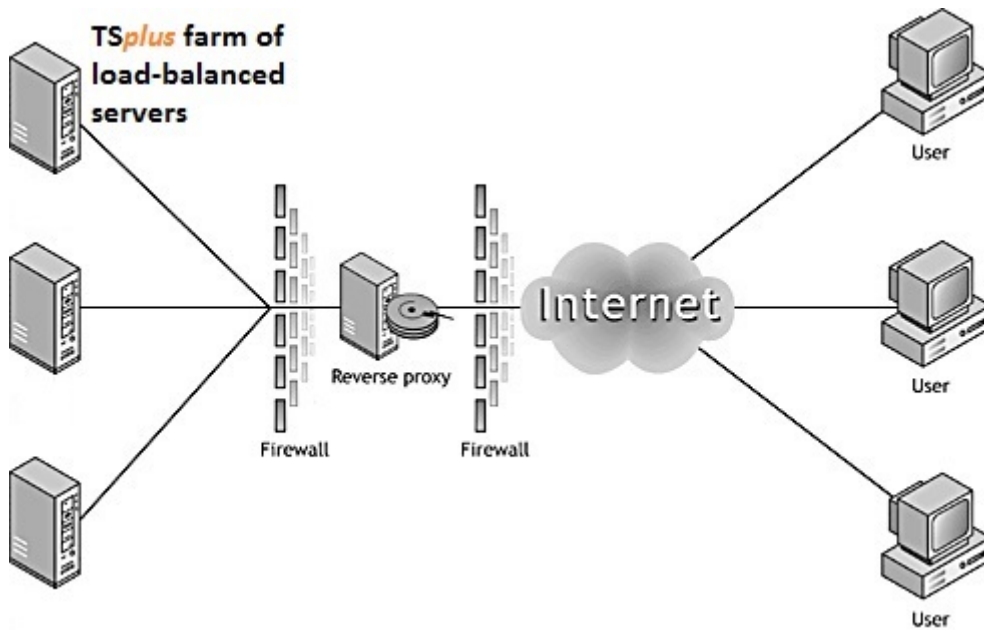 TSplus farm of
load-balanced
servers
User
Internet
User
Reverse proxy
Firewall
Firewall
User